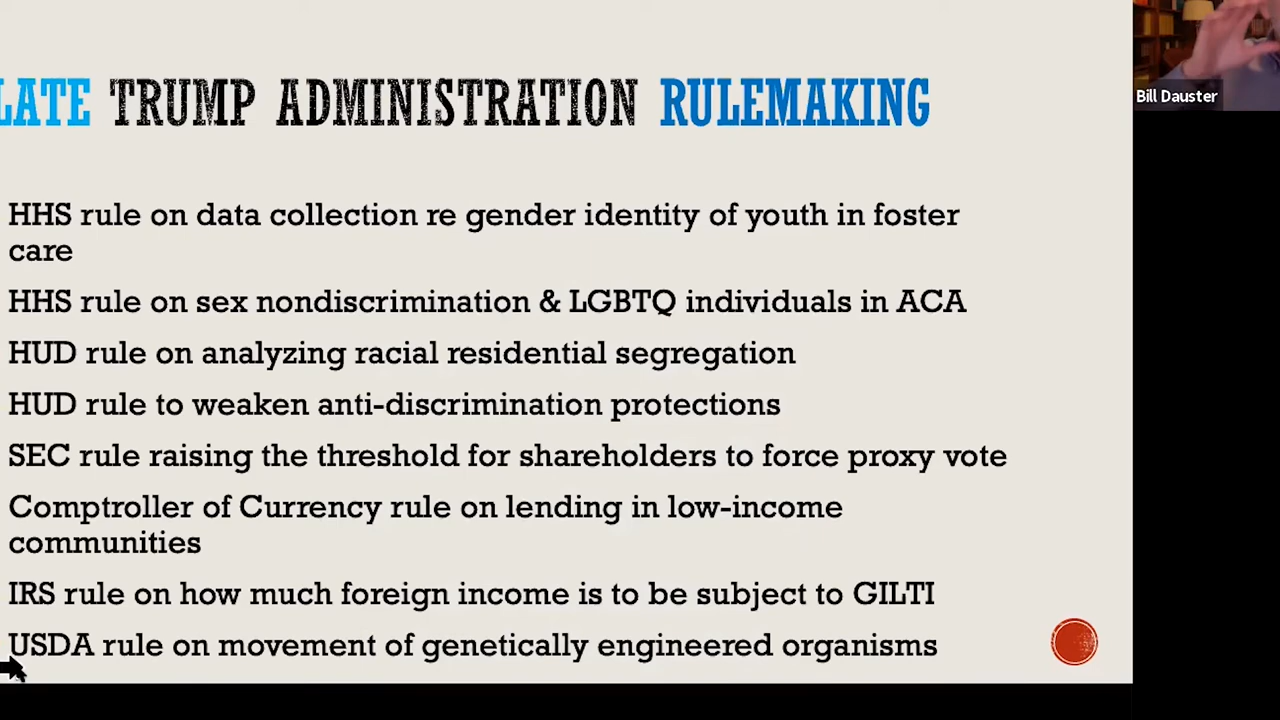 LATE TRUMP ADMINISTRATION RULEMAKING
Bill Dauster
HHS rule on data collection re gender identity of youth in foster
care
HHS rule on sex nondiscrimination & LGBTQ individuals in ACA
HUD rule on analyzing racial residential segregation
HUD rule to weaken anti-discrimination protections
SEC rule raising the threshold for shareholders to force proxy vote
Comptroller of Currency rule on lending in low-income
communities
IRS rule on how much foreign income is to be subject to GILTI
USDA rule on movement of genetically engineered organisms